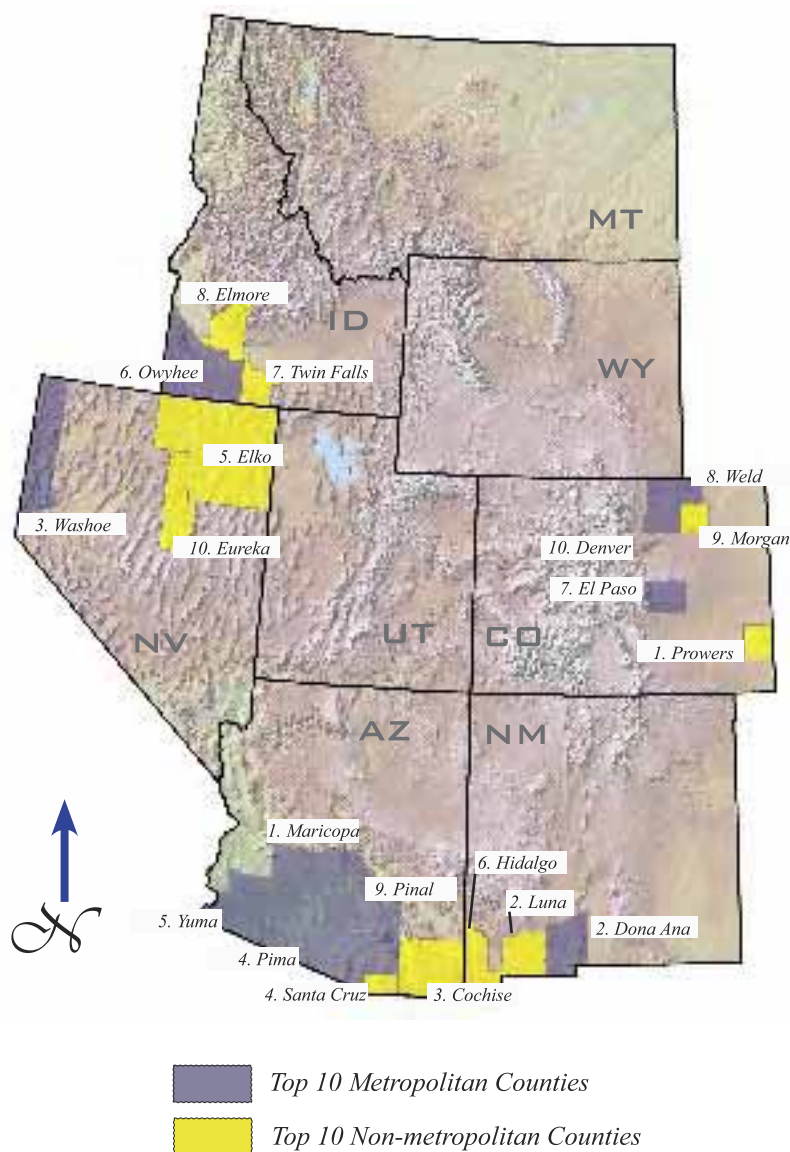 MT
8. Elmore
ID
6. Owyhee
7. Twin Falls
WY
5. Elko
8. Weld
3. Washoe
10. Eureka
10. Denver
9. Morgan
7. El Paso
NV
UT
CO
1. Prowers
AZ
NM
1. Maricopa
6. Hidalgo
9. Pinal
2. Luna
5. Yuma
2. Dona Ana
4. Pima
4. Santa Cruz
3. Cochise
N
Top 10 Metropolitan Counties
Top 10 Non-metropolitan Counties